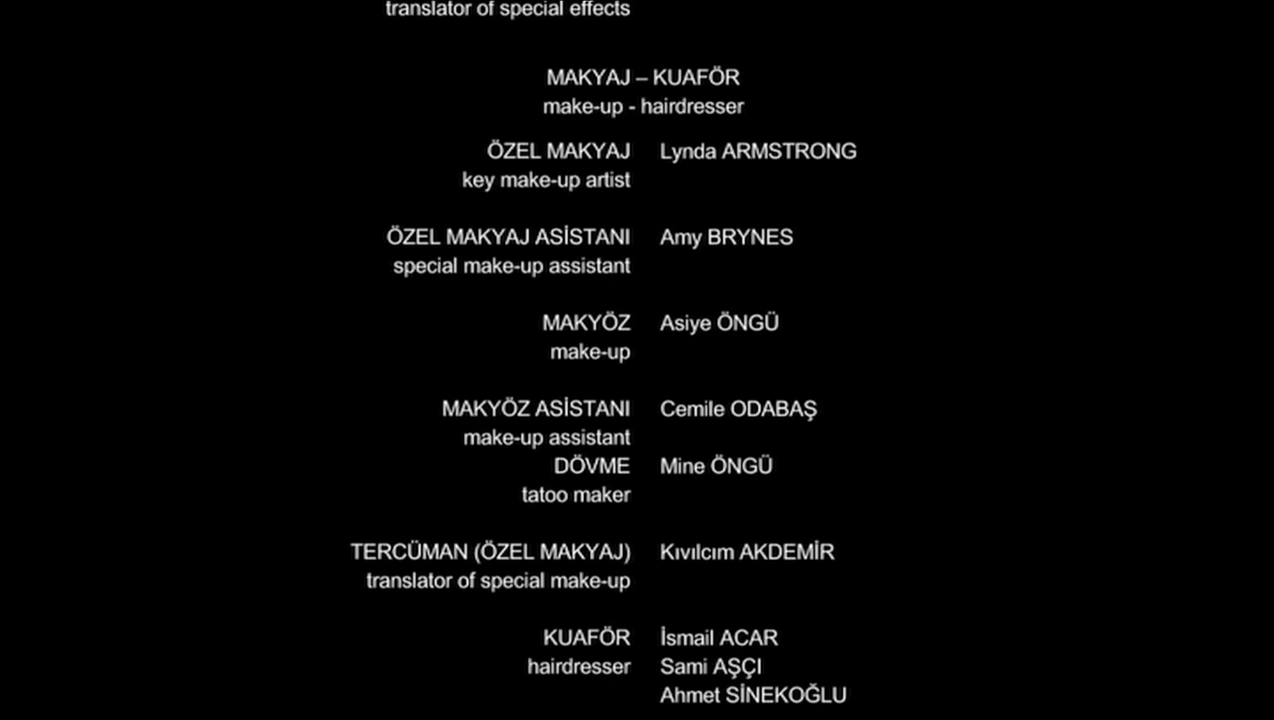 translator of special effects
MAKYAJ – KUAFÖR
make-up - hairdresser
ÖZEL MAKYAJ Lynda ARMSTRONG
key make-up artist
ÖZEL MAKYAJ ASİSTANI Amy BRYNES
special make-up assistant
MAKYÖZ Asiye ÖNGÜ
make-up
MAKYÖZ ASİSTANI Cemile ODABAŞ
make-up assistant
DÖVME Mine ÖNGÜ
tatoo maker
TERCÜMAN (ÖZEL MAKYAJ) Kıvılcım AKDEMİR
translator of special make-up
KUAFÖR İsmail ACAR
hairdresser Sami AŞÇI
Ahmet SİNEKOĞLU